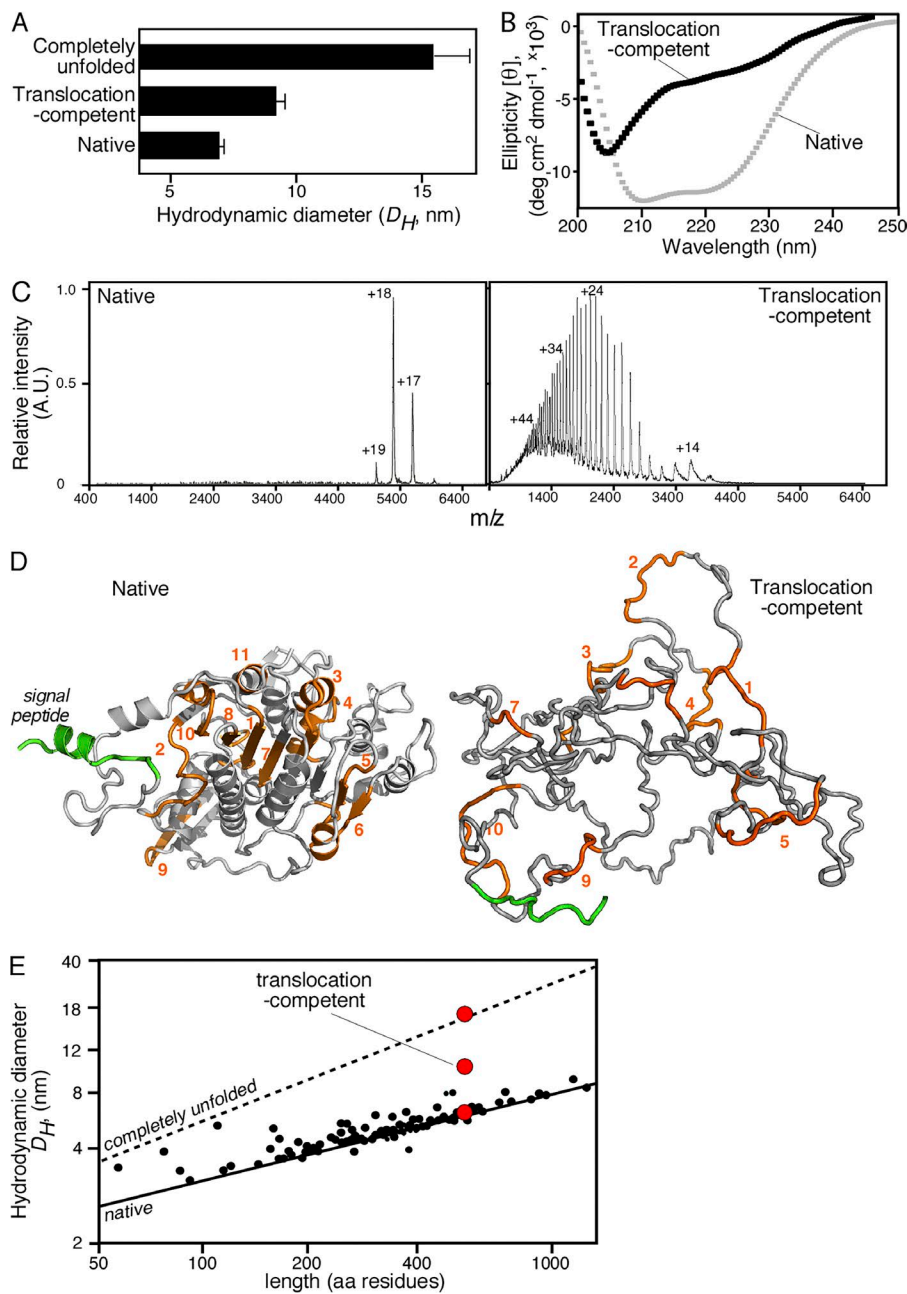 A
Completely
unfolded
Translocation
-competent
Native
5
10
15
Hydrodynamic diameter (DH, nm)
B
Ellipticity [θ],
(deg cm2 dmol-1, x103)
0
-5
-10
Translocation
-competent
Native
200
210
220
230
240
250
Wavelength (nm)
C
Relative intensity
(A.U.)
1.0
0.5
0
Native
+18
+17
+19
400
1400
2400
3400
4400
5400
6400
Translocation
-competent
+24
+34
+44
+14
1400
2400
3400
4400
5400
6400
m/z
D
Native
signal
peptide
11
3
4
8
1
10
2
7
5
6
9
Translocation
-competent
2
3
1
7
4
10
5
9
E
Hydrodynamic diameter
DH, (nm)
40
18
12
8
4
2
translocation
-competent
completely unfolded
native
50
100
200
400
1000
length (aa residues)